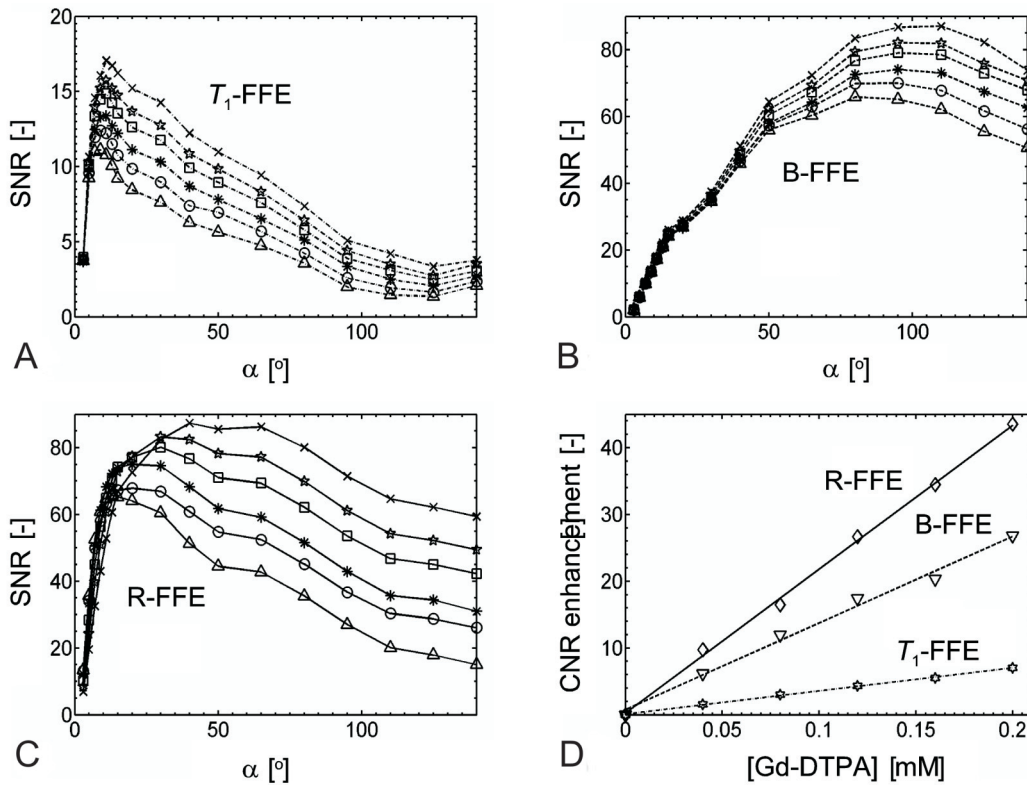 20
15
10
5
0
SNR [-]
T1-FFE
0
50
100
α [o]
A
80
60
40
20
0
SNR [-]
B-FFE
0
50
100
α [o]
B
80
60
40
20
0
SNR [-]
R-FFE
0
50
100
α [o]
C
40
30
20
10
CNR enhancement [-]
R-FFE
B-FFE
T1-FFE
0
0.05
0.1
0.15
0.2
[Gd-DTPA] [mM]
D